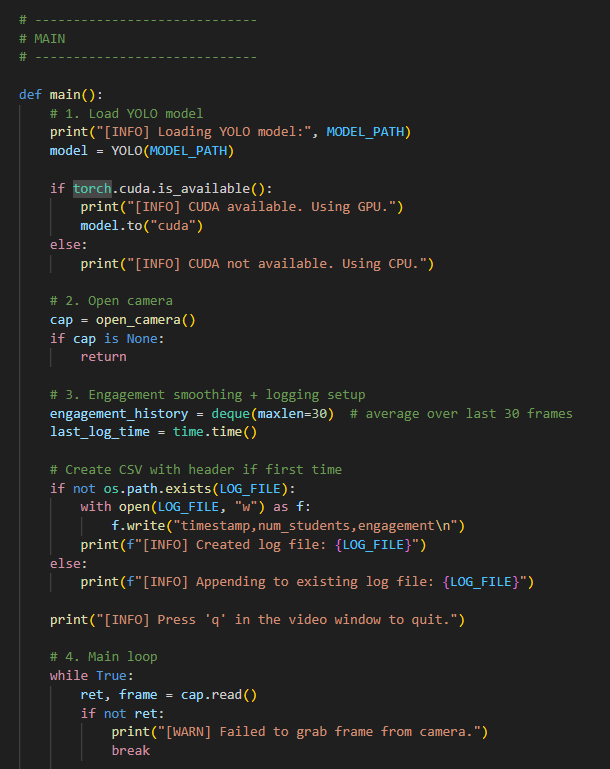 # -----------------------------
# MAIN
# -----------------------------
def main():
    # 1. Load YOLO model
    print("[INFO] Loading YOLO model:", MODEL_PATH)
    model = YOLO(MODEL_PATH)
    if torch.cuda.is_available():
        print("[INFO] CUDA available. Using GPU.")
        model.to("cuda")
    else:
        print("[INFO] CUDA not available. Using CPU.")
    # 2. Open camera
    cap = open_camera()
    if cap is None:
        return
    # 3. Engagement smoothing + logging setup
    engagement_history = deque(maxlen=30)  # average over last 30 frames
    last_log_time = time.time()
    # Create CSV with header if first time
    if not os.path.exists(LOG_FILE):
        with open(LOG_FILE, "w") as f:
            f.write("timestamp,num_students,engagement\n")
        print(f"[INFO] Created log file: {LOG_FILE}")
    else:
        print(f"[INFO] Appending to existing log file: {LOG_FILE}")
    print("[INFO] Press 'q' in the video window to quit.")
    # 4. Main loop
    while True:
        ret, frame = cap.read()
        if not ret:
            print("[WARN] Failed to grab frame from camera.")
            break